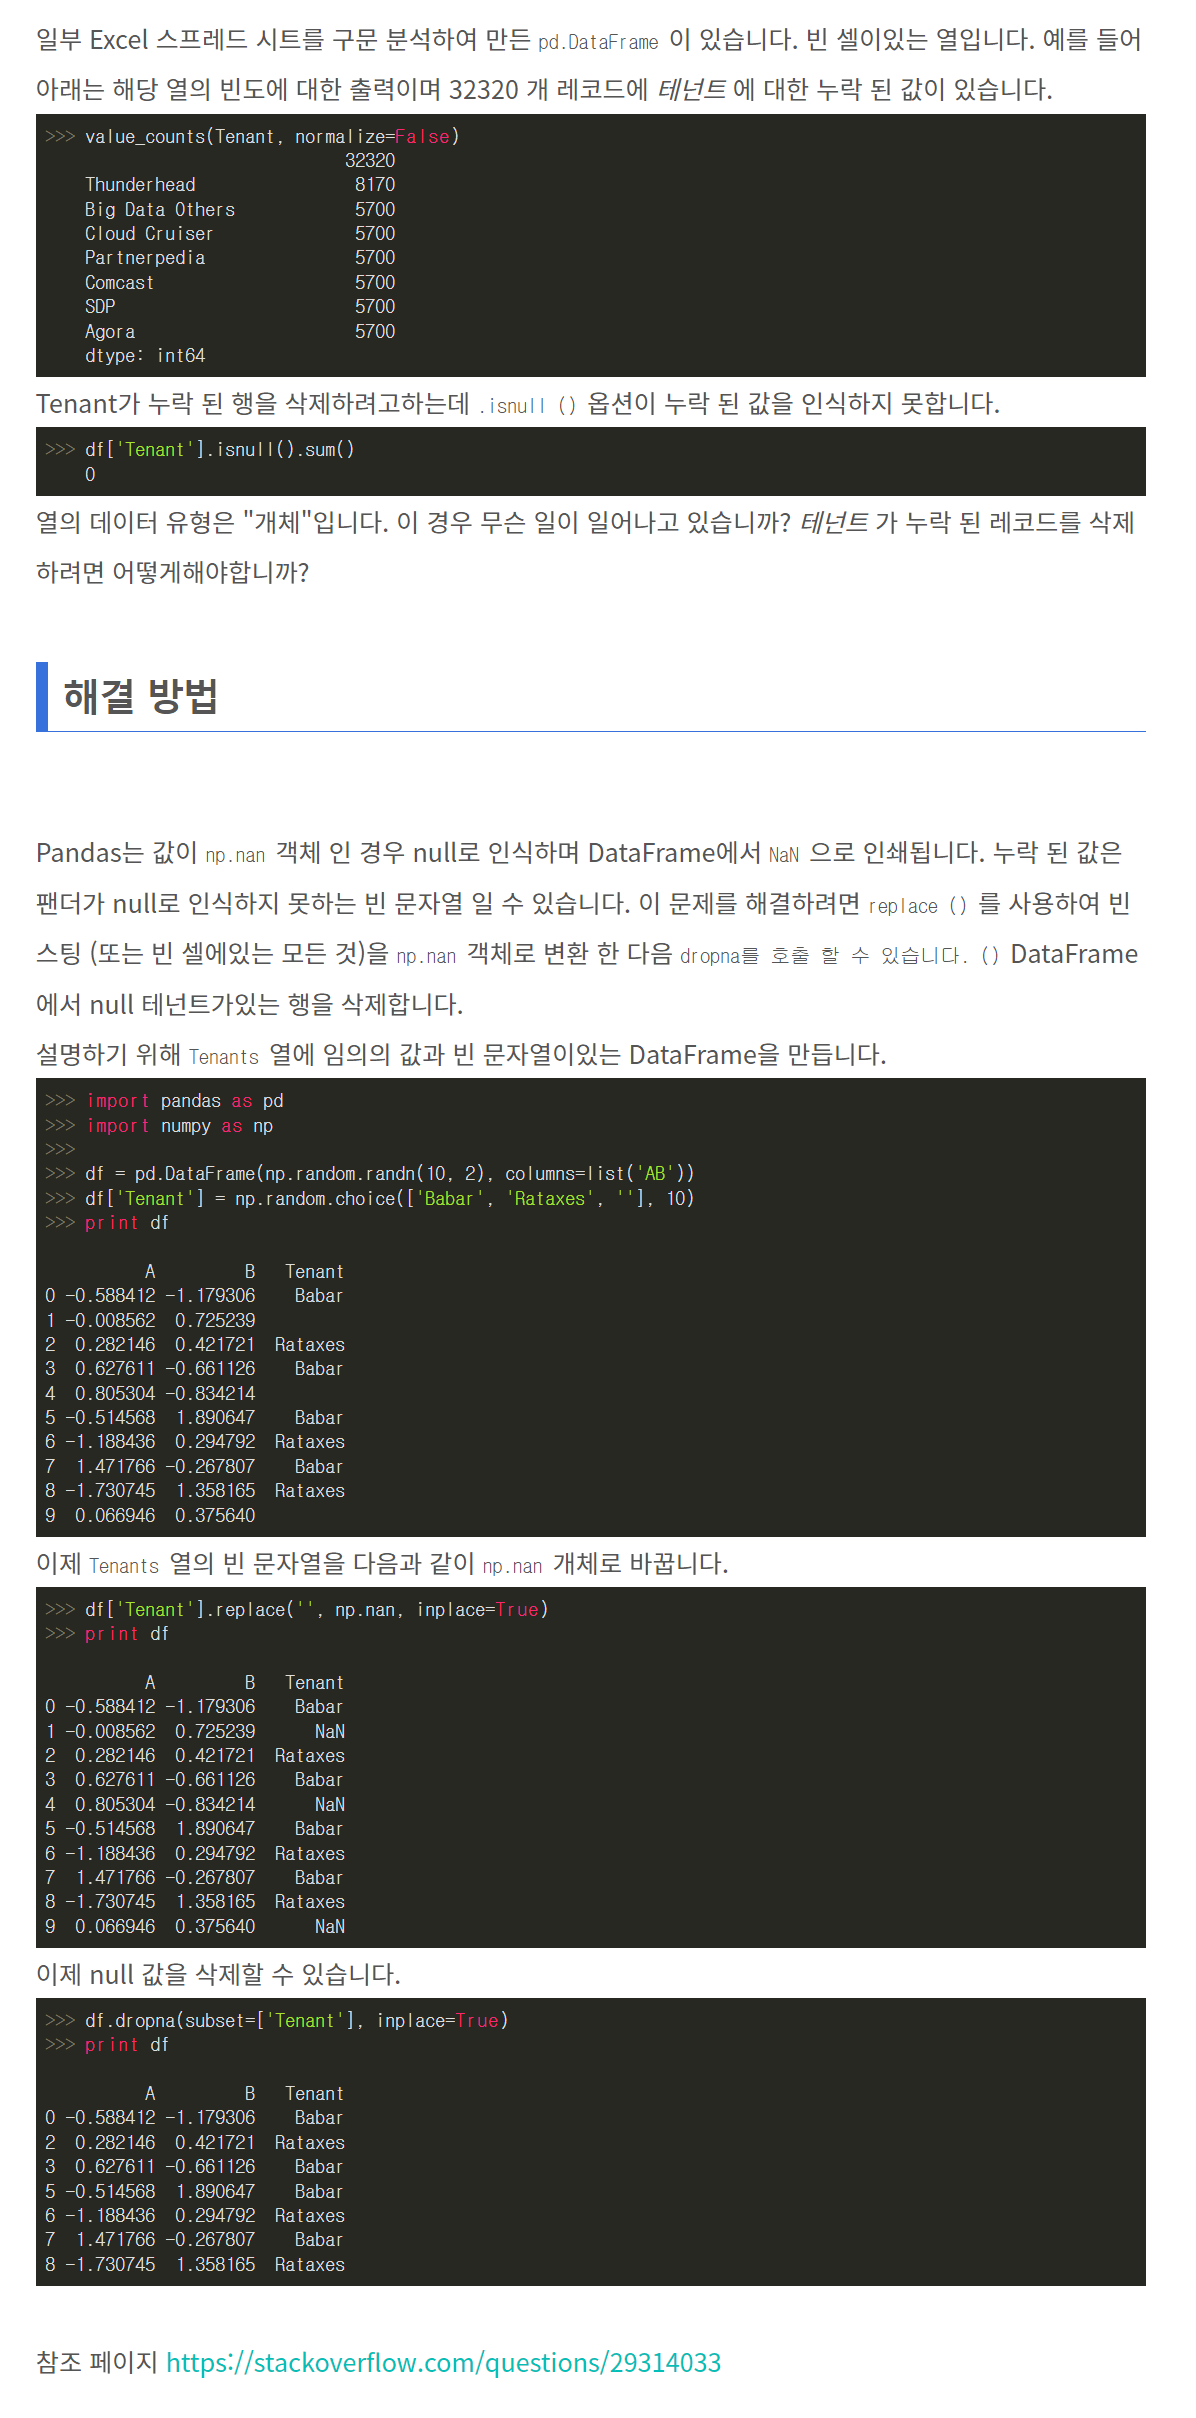 일부 Excel 스프레드 시트를 구문 분석하여 만든 pd.DataFrame 이 있습니다. 빈 셀이있는 열입니다. 예를 들어
아래는 해당 열의 빈도에 대한 출력이며 32320 개 레코드에 테넌트 에 대한 누락 된 값이 있습니다.
>>> value_counts(Tenant, normalize=False)
                              32320
    Thunderhead                8170
    Big Data Others            5700
    Cloud Cruiser              5700
    Partnerpedia               5700
    Comcast                    5700
    SDP                        5700
    Agora                      5700
    dtype: int64
Tenant가 누락 된 행을 삭제하려고하는데 .isnull () 옵션이 누락 된 값을 인식하지 못합니다.
>>> df['Tenant'].isnull().sum()
    0
열의 데이터 유형은 "개체"입니다. 이 경우 무슨 일이 일어나고 있습니까? 테넌트 가 누락 된 레코드를 삭제
하려면 어떻게해야합니까?
해결 방법
Pandas는 값이 np.nan 객체 인 경우 null로 인식하며 DataFrame에서 NaN 으로 인쇄됩니다. 누락 된 값은
팬더가 null로 인식하지 못하는 빈 문자열 일 수 있습니다. 이 문제를 해결하려면 replace () 를 사용하여 빈
스팅 (또는 빈 셀에있는 모든 것)을 np.nan 객체로 변환 한 다음 dropna를 호출 할 수 있습니다. () DataFrame
에서 null 테넌트가있는 행을 삭제합니다.
설명하기 위해 Tenants 열에 임의의 값과 빈 문자열이있는 DataFrame을 만듭니다.
>>> import pandas as pd
>>> import numpy as np
>>>
>>> df = pd.DataFrame(np.random.randn(10, 2), columns=list('AB'))
>>> df['Tenant'] = np.random.choice(['Babar', 'Rataxes', ''], 10)
>>> print df
          A         B   Tenant
0 -0.588412 -1.179306    Babar
1 -0.008562  0.725239
2  0.282146  0.421721  Rataxes
3  0.627611 -0.661126    Babar
4  0.805304 -0.834214
5 -0.514568  1.890647    Babar
6 -1.188436  0.294792  Rataxes
7  1.471766 -0.267807    Babar
8 -1.730745  1.358165  Rataxes
9  0.066946  0.375640
이제 Tenants 열의 빈 문자열을 다음과 같이 np.nan 개체로 바꿉니다.
>>> df['Tenant'].replace('', np.nan, inplace=True)
>>> print df
          A         B   Tenant
0 -0.588412 -1.179306    Babar
1 -0.008562  0.725239      NaN
2  0.282146  0.421721  Rataxes
3  0.627611 -0.661126    Babar
4  0.805304 -0.834214      NaN
5 -0.514568  1.890647    Babar
6 -1.188436  0.294792  Rataxes
7  1.471766 -0.267807    Babar
8 -1.730745  1.358165  Rataxes
9  0.066946  0.375640      NaN
이제 null 값을 삭제할 수 있습니다.
>>> df.dropna(subset=['Tenant'], inplace=True)
>>> print df
          A         B   Tenant
0 -0.588412 -1.179306    Babar
2  0.282146  0.421721  Rataxes
3  0.627611 -0.661126    Babar
5 -0.514568  1.890647    Babar
6 -1.188436  0.294792  Rataxes
7  1.471766 -0.267807    Babar
8 -1.730745  1.358165  Rataxes
참조 페이지 https://stackoverflow.com/questions/29314033